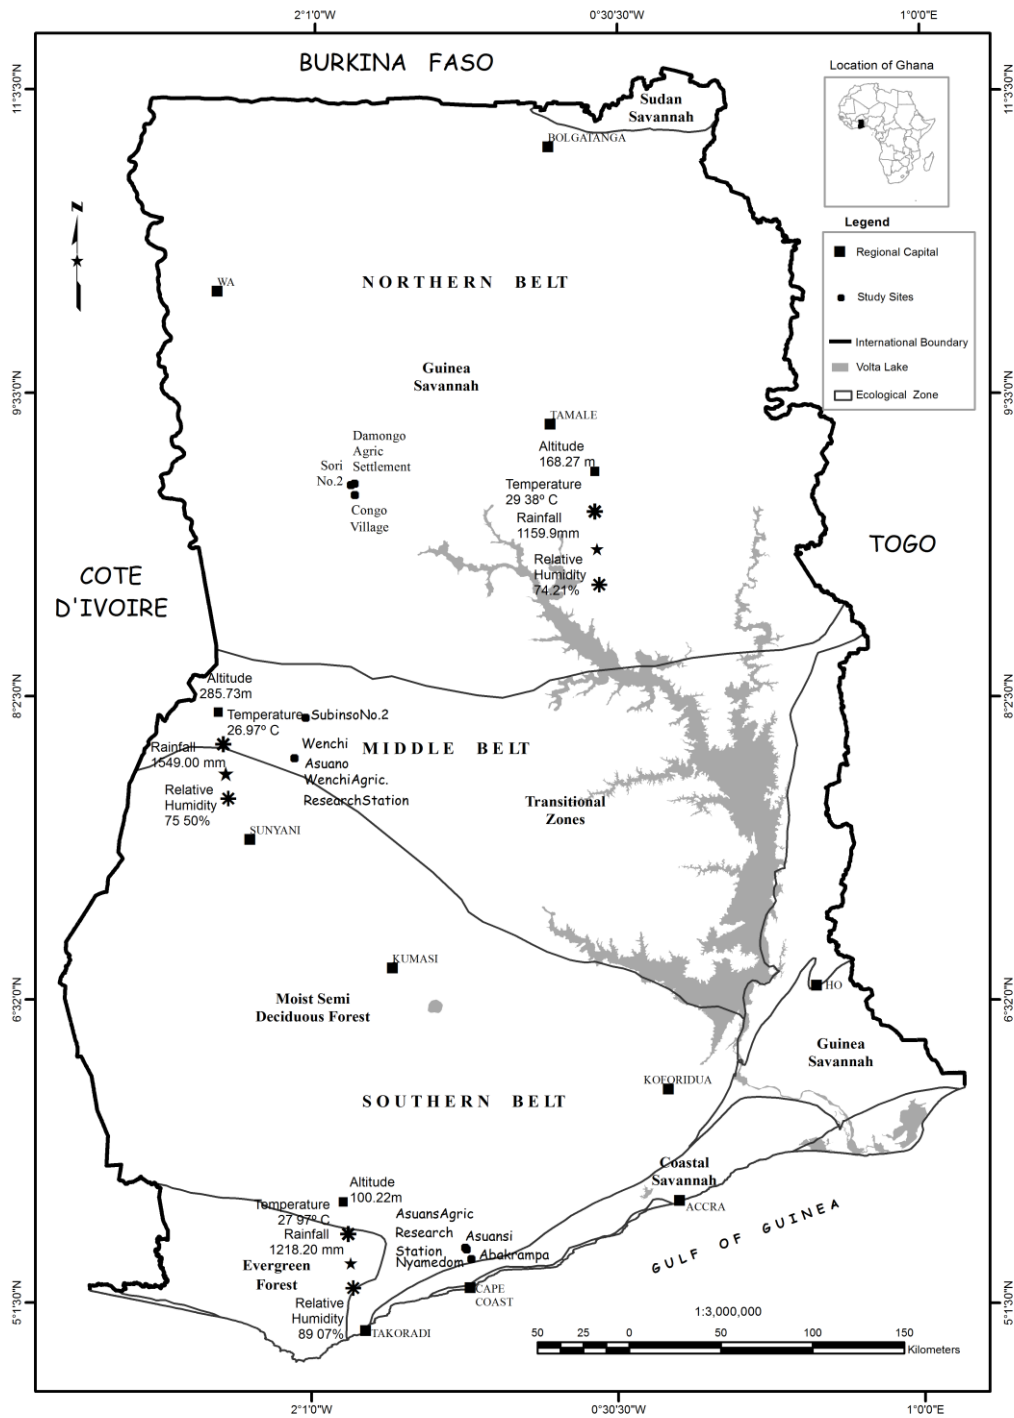 2°1'0"W
0°30'30"W
1°0'0"E
BURKINA FASO
Location of Ghana
11°3'30"N
11°3'30"N
Sudan
Savannah
BOLGATANGA
N
Legend
Regional Capital
Study Sites
International Boundary
Volta Lake
Ecological Zone
WA
NORTHERN BELT
Guinea
Savannah
9°33'0"N
9°33'0"N
TAMALE
Altitude
168.27 m
Damongo
Agric
Settlement
Sori
No.2
Congo
Village
Temperature
29 38º C
Rainfall
1159.9mm
Relative
Humidity
74.21%
TOGO
COTE
D'IVOIRE
8°2'30"N
8°2'30"N
Altitude
285.73m
Temperature
26.97º C
SubinsoNo.2
Rainfall
1549.00 mm
Wenchi
Asuano
WenchiAgric.
ResearchStation
MIDDLE BELT
Relative
Humidity
75 50%
Transitional
Zones
SUNYANI
KUMASI
HO
6°32'0"N
6°32'0"N
Moist Semi
Deciduous Forest
Guinea
Savannah
KOFORIDUA
SOUTHERN BELT
Coastal
Savannah
ACCRA
Altitude
100.22m
Temperature
27 97º C
Rainfall
1218.20 mm
AsuansAgric
Research
Station
Nyamedom
Asuansi
Abakrampa
GULF OF GUINEA
Evergreen
Forest
CAPE
COAST
5°1'30"N
5°1'30"N
Relative
Humidity
89 07%
TAKORADI
1:3,000,000
50 25 0 50 100 150
Kilometers
2°1'0"W
0°30'30"W
1°0'0"E